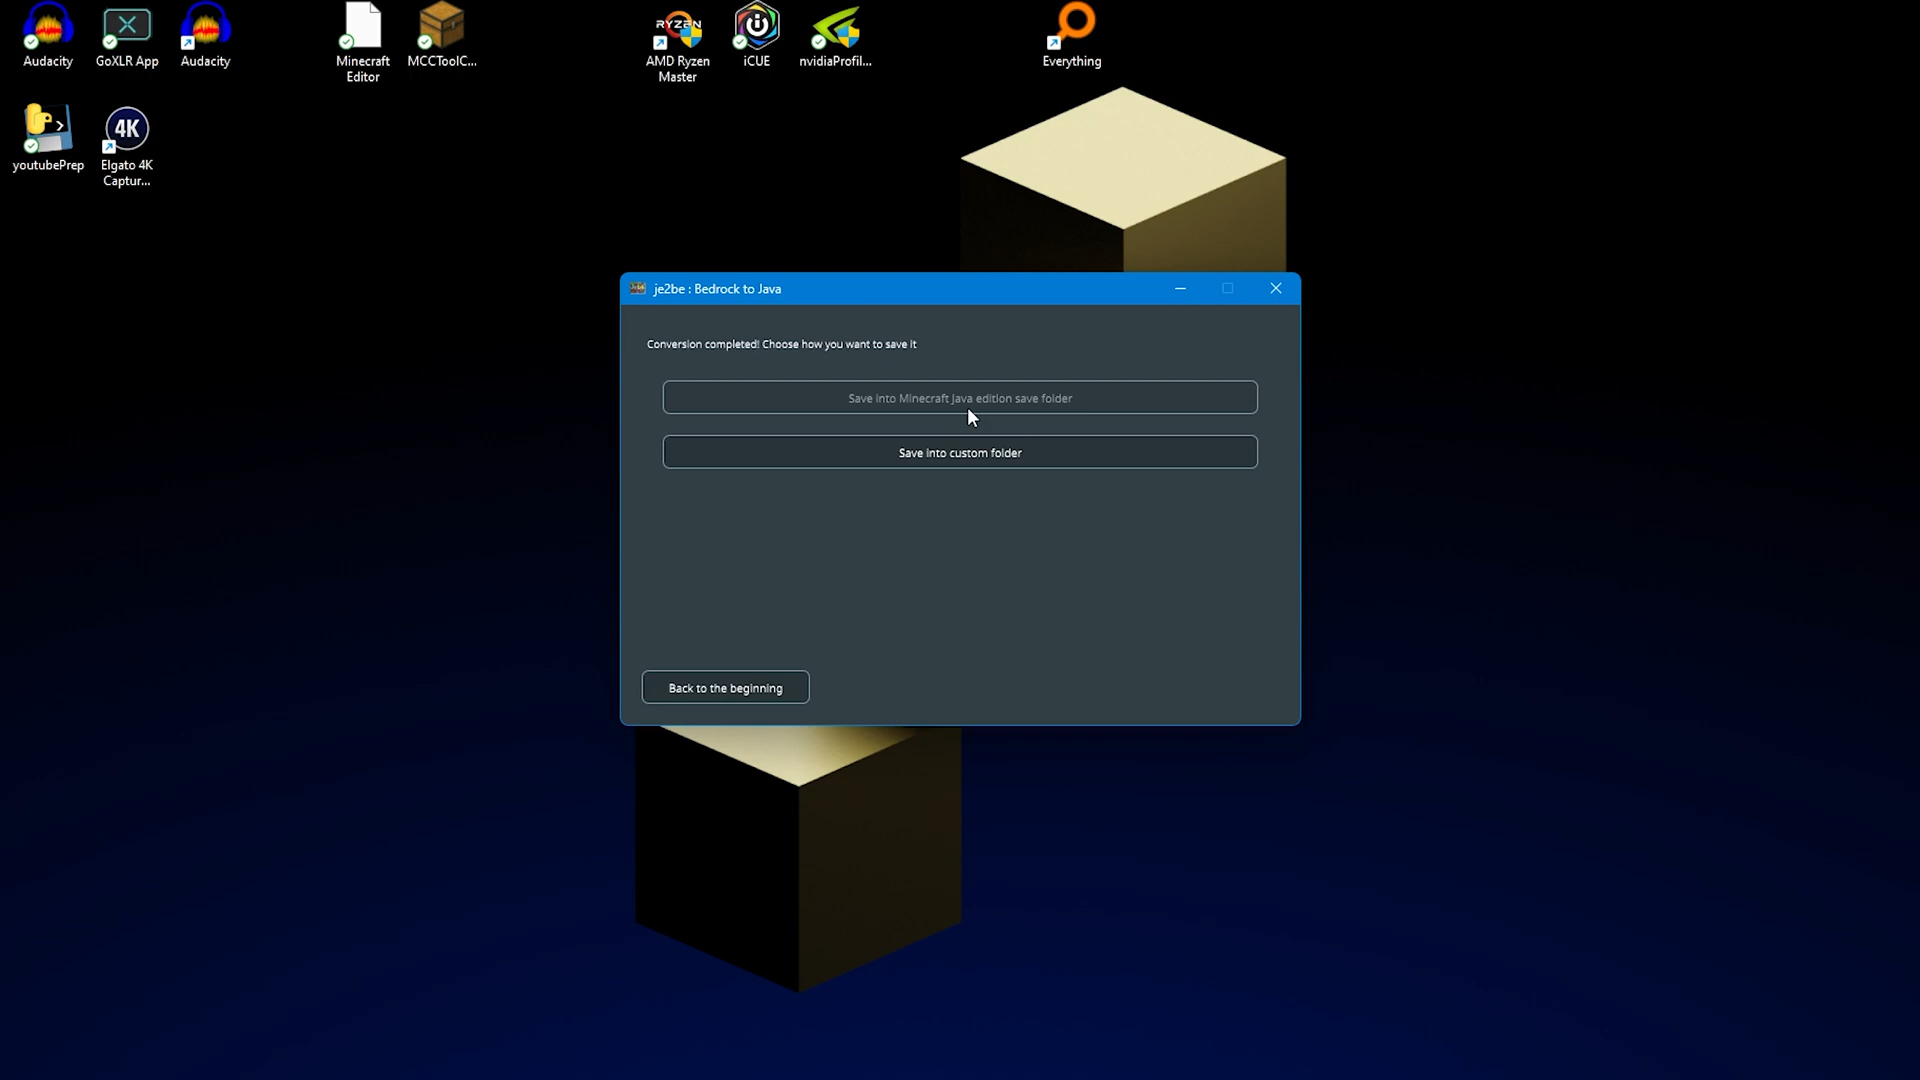 Audacity
GoXLR App
Audacity
Minecraft
Editor
MCCToolC...
RYZEN
AMD Ryzen
Master
iCUE
nvidiaProfil...
Everything
youtubePrep
4K
Elgato 4K
Captur...
je2be : Bedrock to Java
Conversion completed! Choose how you want to save it
Save into Minecraft Java edition save folder
Save into custom folder
Back to the beginning